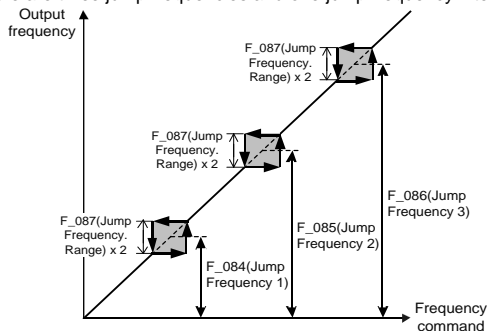 Output
frequency
F_087(Jump
Frequency.
Range) x 2
F_087(Jump
Frequency.
Range) x 2
F_086(Jump
Frequency 3)
F_085(Jump
Frequency 2)
F_087(Jump
Frequency.
Range) x 2
F_084(Jump
Frequency 1)
Frequency
command